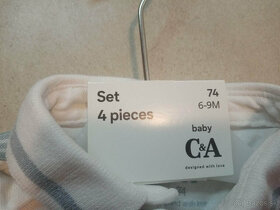 Set
4 pieces
74
6-9M
baby
C&A
designed with love